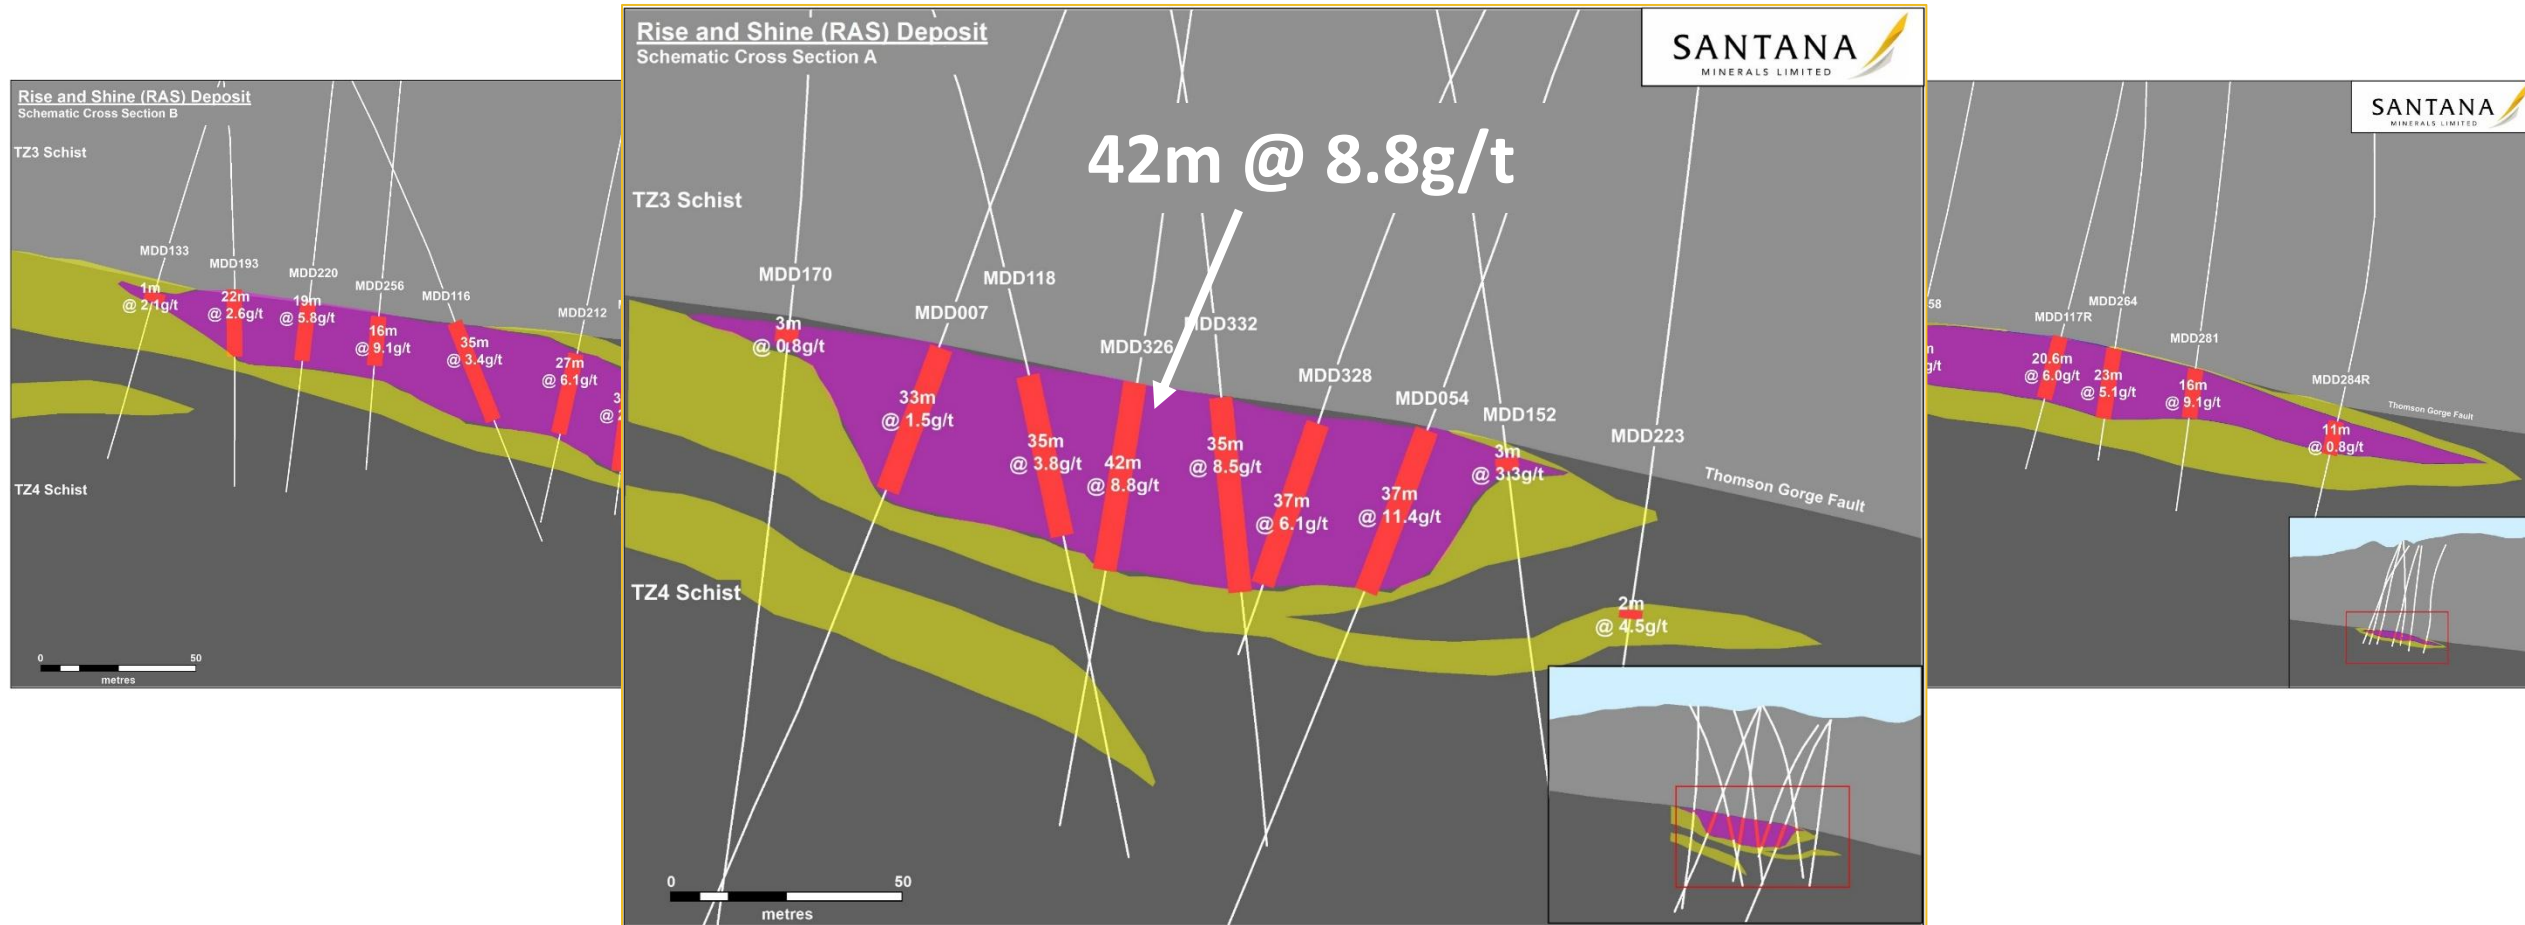 Rise and Shine (RAS) Deposit
Schematic Cross Section B
TZ3 Schist
MDD133
MDD193
MDD220
MDD256
MDD116
MDD212
1m
@ 2.1g/t
22m
@ 2.6g/t
19m
@ 5.8g/t
16m
@ 9.1g/t
35m
@ 3.4g/t
27m
@ 6.1g/t
TZ4 Schist
0 50
metres
Rise and Shine (RAS) Deposit
Schematic Cross Section A
SANTANA
MINERALS LIMITED
42m @ 8.8g/t
TZ3 Schist
MDD170
MDD007
MDD118
MDD326
MDD332
MDD328
MDD054
MDD152
MDD223
3m
@ 0.8g/t
33m
@ 1.5g/t
35m
@ 3.8g/t
42m
@ 8.8g/t
35m
@ 8.5g/t
37m
@ 6.1g/t
37m
@ 11.4g/t
3m
@ 3.3g/t
2m
@ 4.5g/t
Thomson Gorge Fault
TZ4 Schist
0 50
metres
SANTANA
MINERALS LIMITED
58
MDD117R
MDD264
MDD281
MDD284R
20.6m
@ 6.0g/t
23m
@ 5.1g/t
16m
@ 9.1g/t
11m
@ 0.8g/t
Thomson Gorge Fault